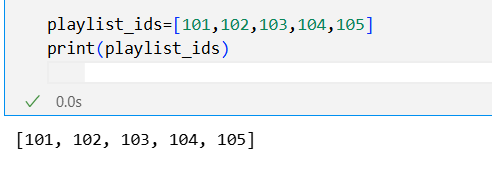 playlist_ids=[101,102,103,104,105]
print(playlist_ids)
0.0s
[101, 102, 103, 104, 105]